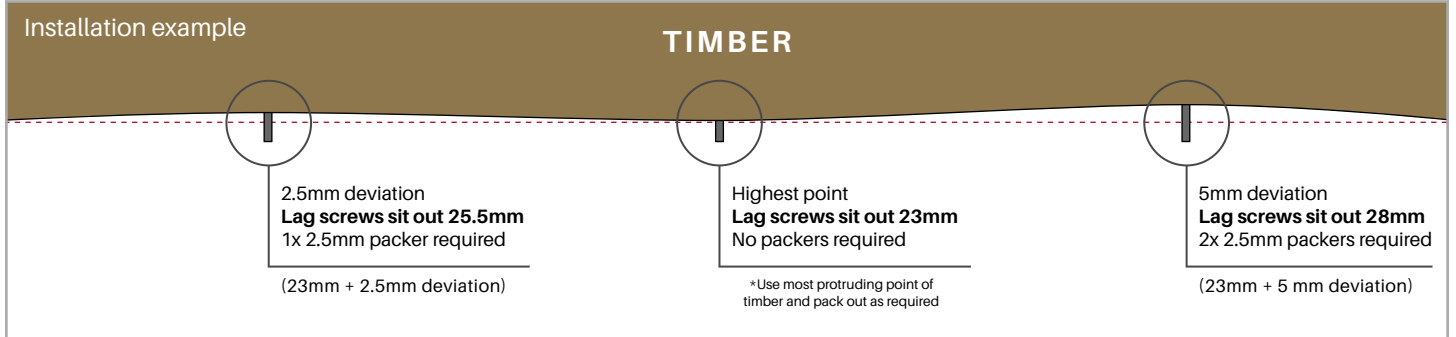 Installation example
TIMBER
2.5mm deviation
Lag screws sit out 25.5mm
1x 2.5mm packer required
(23mm + 2.5mm deviation)
Highest point
Lag screws sit out 23mm
No packers required
*Use most protruding point of
timber and pack out as required
5mm deviation
Lag screws sit out 28mm
2x 2.5mm packers required
(23mm + 5 mm deviation)